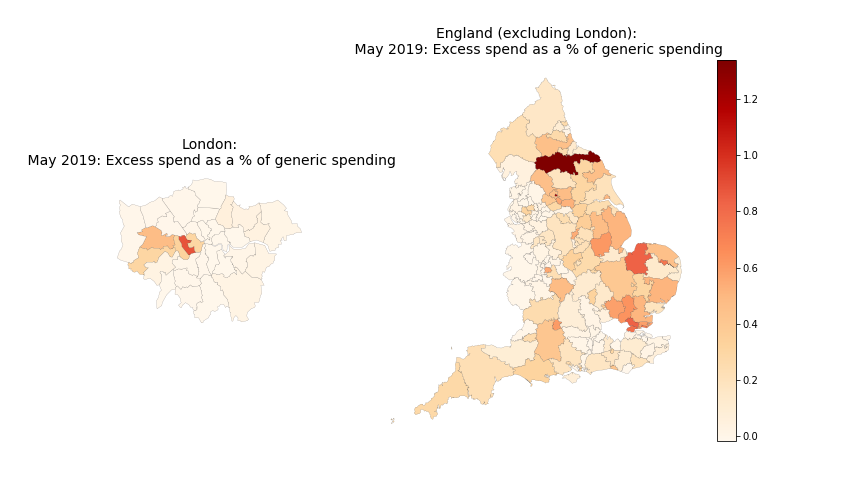 London:
May 2019: Excess spend as a % of generic spending
England (excluding London):
May 2019: Excess spend as a % of generic spending
1.2
1.0
0.8
0.6
0.4
0.2
0.0